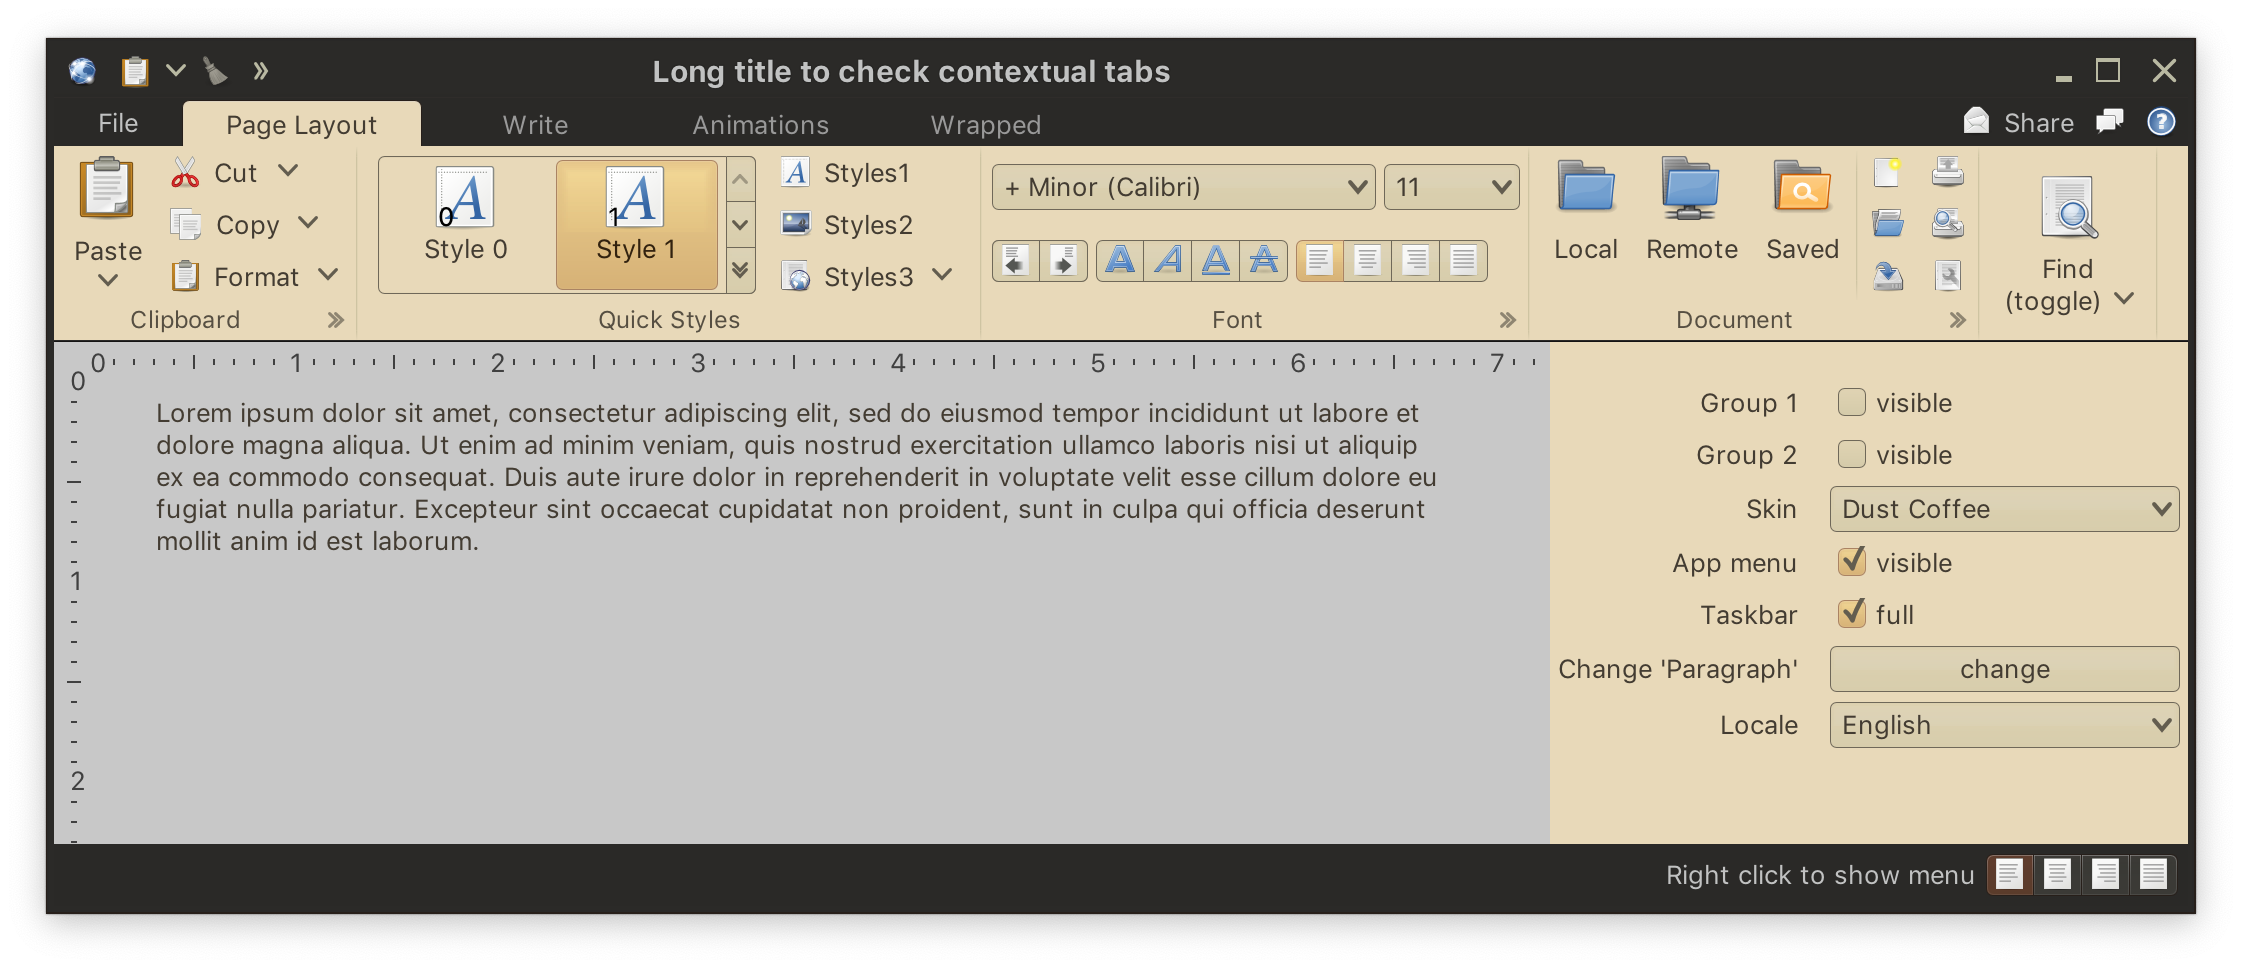 Long title to check contextual tabs
File Page Layout Write Animations Wrapped Share
Paste
Cut
Copy
Format
Clipboard
0
Style 0
1
Style 1
Styles1
Styles2
Styles3
Quick Styles
+ Minor (Calibri) 11
A A A A
Font
Local Remote Saved
Document
Find
(toggle)
0 1 2 3 4 5 6 7
0
1
2
Lorem ipsum dolor sit amet, consectetur adipiscing elit, sed do eiusmod tempor incididunt ut labore et
dolore magna aliqua. Ut enim ad minim veniam, quis nostrud exercitation ullamco laboris nisi ut aliquip
ex ea commodo consequat. Duis aute irure dolor in reprehenderit in voluptate velit esse cillum dolore eu
fugiat nulla pariatur. Excepteur sint occaecat cupidatat non proident, sunt in culpa qui officia deserunt
mollit anim id est laborum.
Group 1 visible
Group 2 visible
Skin Dust Coffee
App menu visible
Taskbar full
Change 'Paragraph' change
Locale English
Right click to show menu